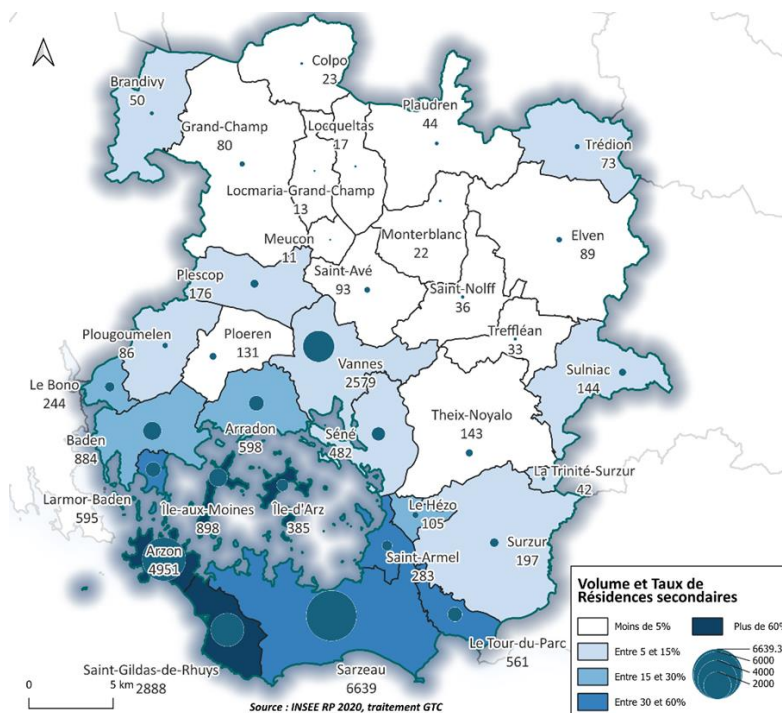 Colpo
23
Brandivy
50
Plaudren
44
Grand-Champ
80
Locqueltas
17
Trédion
73
Locmaria-Grand-Champ
13
Monterblanc
22
Elven
89
Meucon
11
Saint-Avé
93
Plescop
176
Saint-Nolff
36
Plougoumelen
86
Ploeren
131
Treffléan
33
Vannes
2579
Sulniac
144
Le Bono
244
Arradon
598
Theix-Noyalo
143
Baden
884
Séné
482
La Trinité-Surzur
42
Larmor-Baden
595
Île-aux-Moines
898
Île-d'Arz
385
Le Hézo
105
Arzon
4951
Saint-Armel
283
Surzur
197
Le Tour-du-Parc
561
Saint-Gildas-de-Rhuys
2888
Sarzeau
6639
0 5 km
Source : INSEE RP 2020, traitement GTC
Volume et Taux de
Résidences secondaires
Moins de 5%
Entre 5 et 15%
Entre 15 et 30%
Entre 30 et 60%
Plus de 60%
6639.3
6000
4000
2000